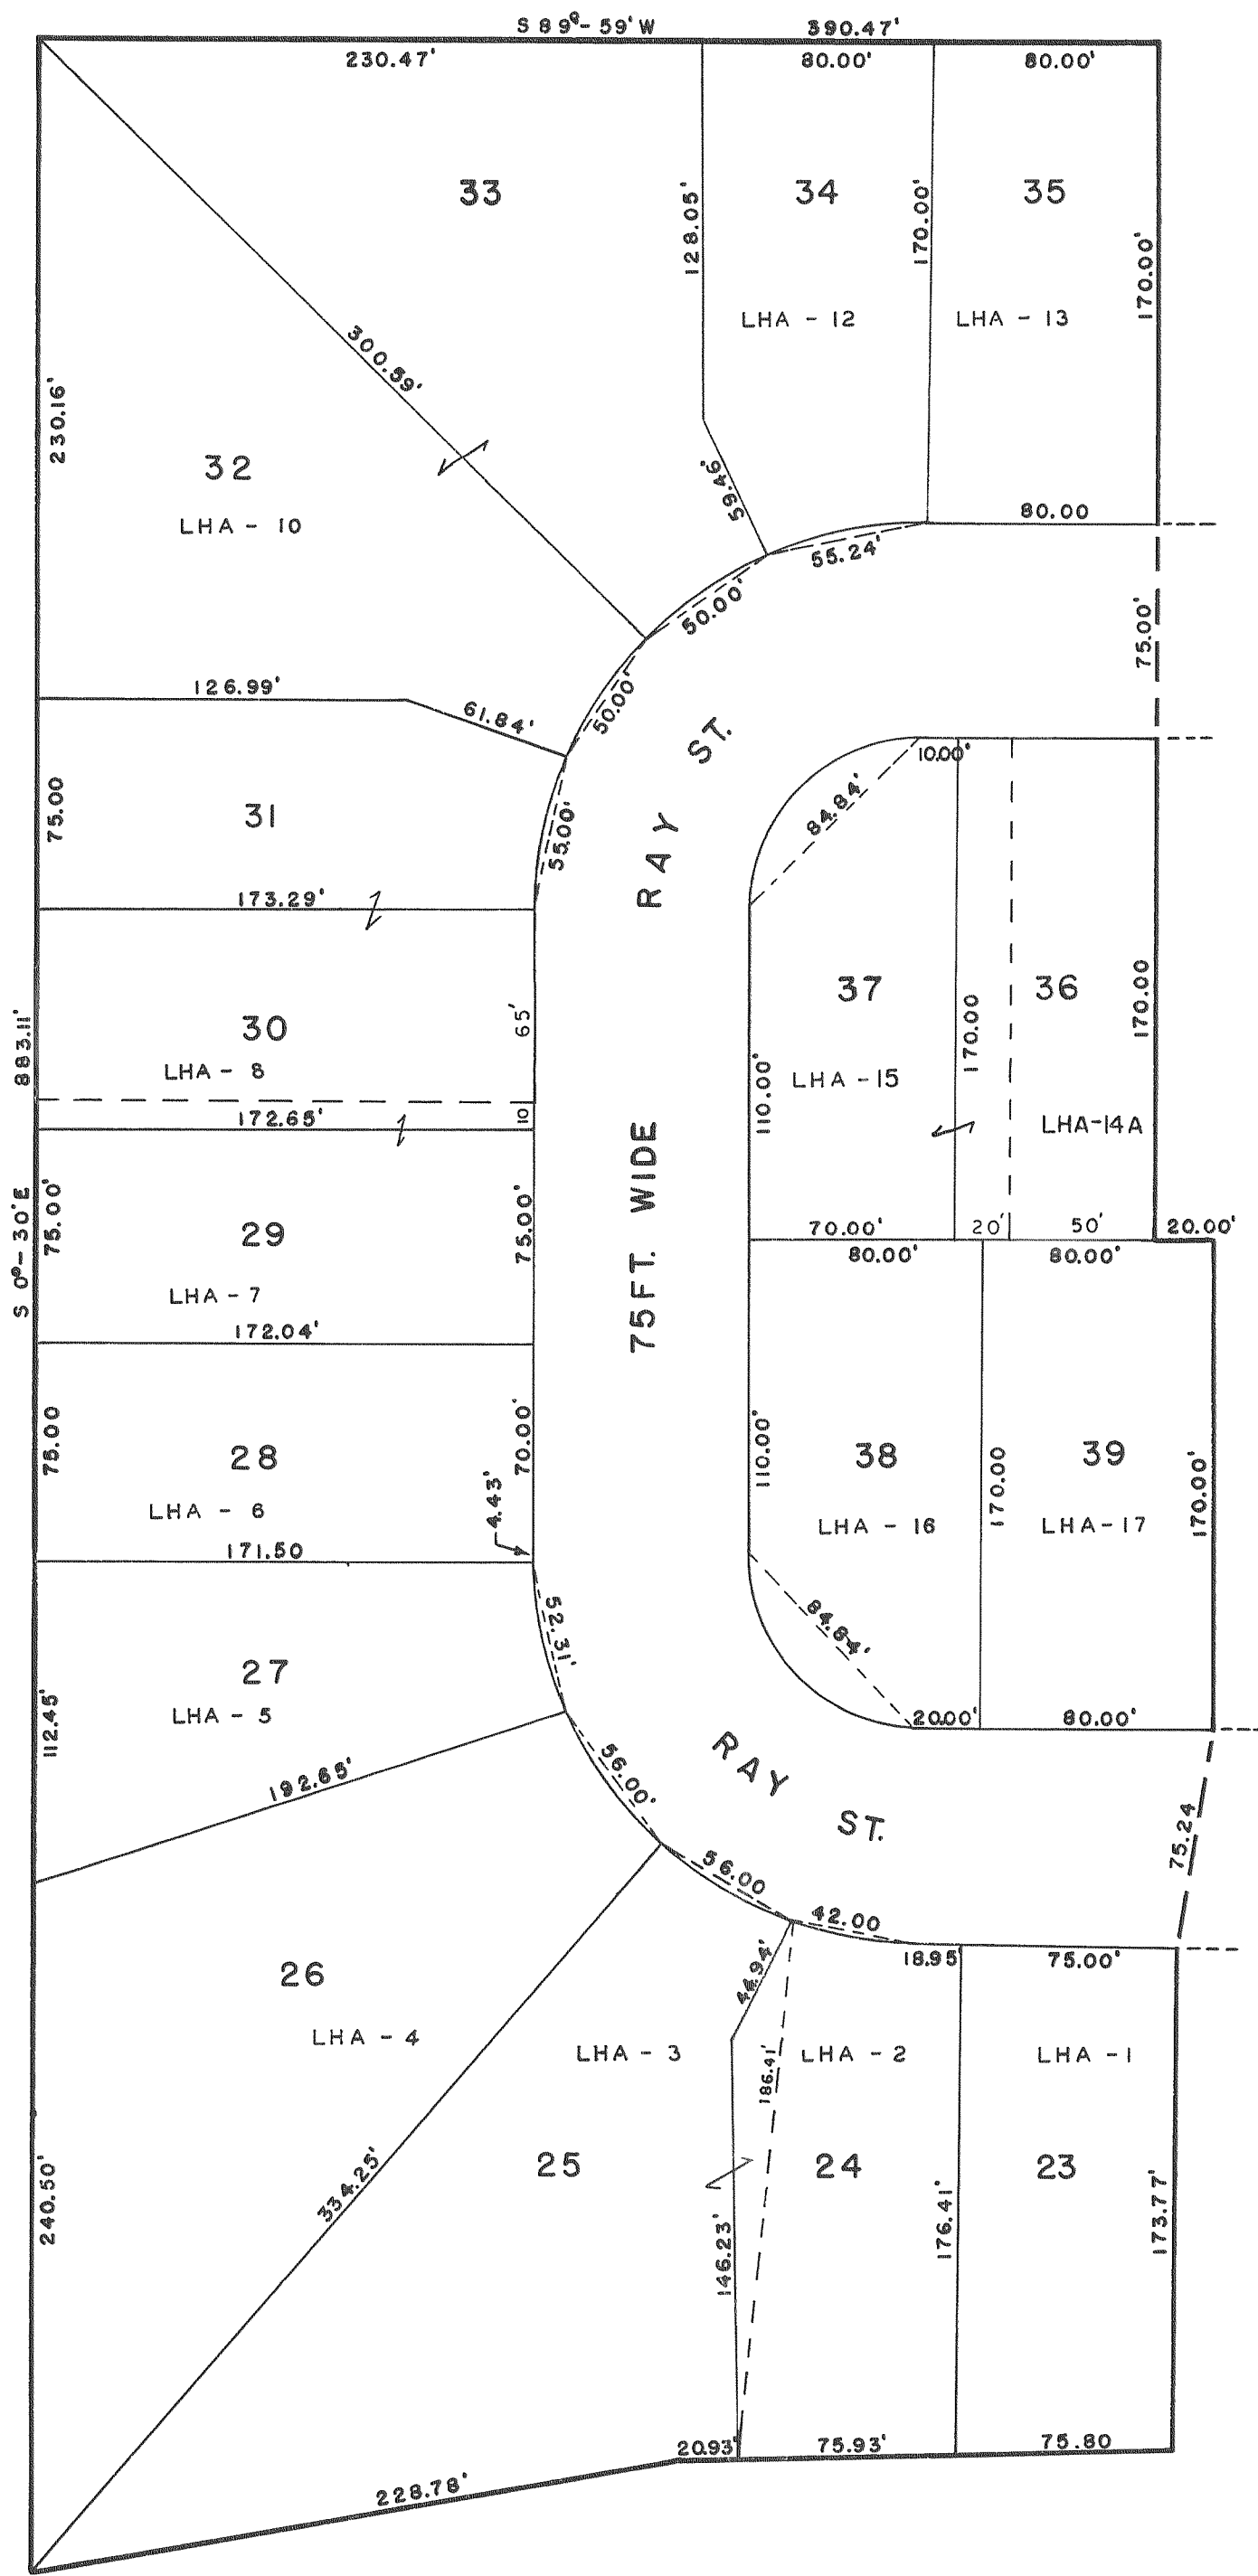 S 89°-59' W 390.47'
230.47' 80.00' 80.00'
33 34 35
128.05' 170.00' 170.00'
LHA - 12 LHA - 13
300.59'
230.16'
32
LHA - 10
59.46'
80.00
55.24'
50.00'
75.00'
126.99'
61.84'
50.00'
RAY ST.
10.00'
84.84'
31
75.00
55.00'
173.29'
37 36
170.00 170.00
30
65'
LHA - 8
110.00'
LHA - 15
LHA-14A
883.11'
172.65'
10
S 0°-30'E
75.00'
29
75.00'
75 FT. WIDE
70.00' 20' 50' 20.00'
80.00' 80.00'
LHA - 7
172.04'
75.00
28
70.00'
110.00'
38 39
170.00 170.00'
LHA - 6
4.43'
LHA - 16 LHA-17
171.50
52.31'
84.84'
27
LHA - 5
112.45'
20.00' 80.00'
192.65'
56.00'
RAY ST.
75.24
56.00
42.00
18.95 75.00'
26
LHA - 4
44.94'
LHA - 3 LHA - 2 LHA - 1
186.41'
25 24 23
334.25'
240.50'
146.23' 176.41' 173.77'
20.93' 75.93' 75.80
228.78'